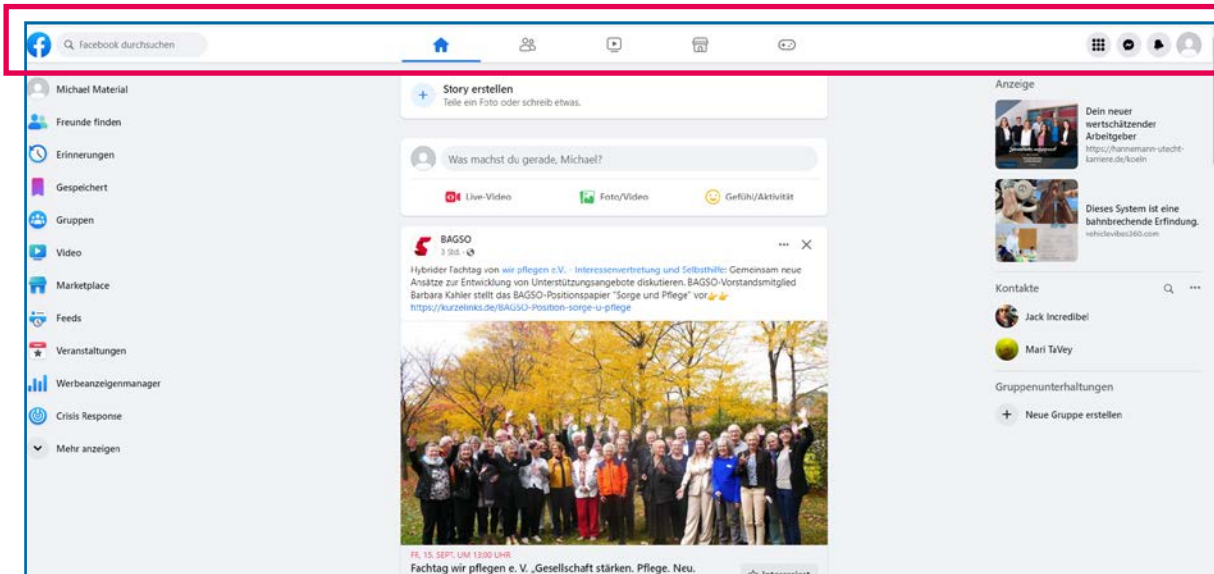 Facebook durchsuchen
Michael Material
Freunde finden
Erinnerungen
Gespeichert
Gruppen
Video
Marketplace
Feeds
Veranstaltungen
Werbeanzeigenmanager
Crisis Response
Mehr anzeigen
Story erstellen
Teile ein Foto oder schreib etwas.
Was machst du gerade, Michael?
Live-Video
Foto/Video
Gefühl/Aktivität
BAGSO
3 Std.
Hybrider Fachtag von wir pflegen e.V. - Interessenvertretung und Selbsthilfe: Gemeinsam neue
Ansätze zur Entwicklung von Unterstützungsangebote diskutieren. BAGSO-Vorstandsmitglied
Barbara Kahler stellt das BAGSO-Positionspapier "Sorge und Pflege" vor👉👉
https://kurzelinks.de/BAGSO-Position-sorge-u-pflege
FR, 15. SEPT. UM 13:00 UHR
Fachtag wir pflegen e. V. „Gesellschaft stärken. Pflege. Neu.
Interessiert
Anzeige
Dein neuer
wertschätzender
Arbeitgeber
https://hannemann-utecht-
karriere.de/koeln
Dieses System ist eine
bahnbrechende Erfindung.
vehiclevibes360.com
Kontakte
Jack Incredibel
Mari TaVey
Gruppenunterhaltungen
Neue Gruppe erstellen